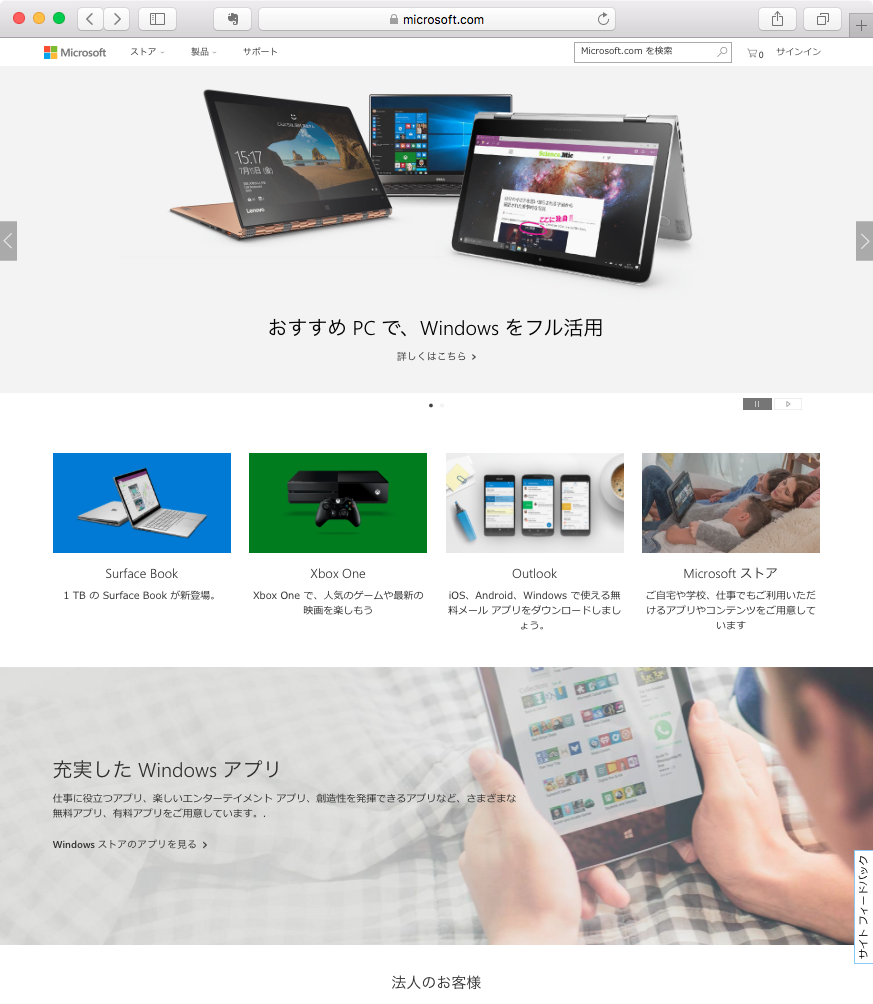 microsoft.com
Microsoft
ストア
製品
サポート
Microsoft.com を検索
0
サインイン
15:17
7月15日 (金)
Lenovo
DELL
Science.Mic
ここに独身!!
おすすめ PC で、Windows をフル活用
詳しくはこちら
Surface Book
1 TB の Surface Book が新登場。
Xbox One
Xbox One で、人気のゲームや最新の
映画を楽しもう
Outlook
iOS、Android、Windows で使える無
料メール アプリをダウンロードしまし
ょう。
Microsoft ストア
ご自宅や学校、仕事でもご利用いただ
けるアプリやコンテンツをご用意して
います
Collections
充実した Windows アプリ
仕事に役立つアプリ、楽しいエンターテイメント アプリ、創造性を発揮できるアプリなど、さまざまな
無料アプリ、有料アプリをご用意しています。.
Windows ストアのアプリを見る
サイト フィードバック
法人のお客様